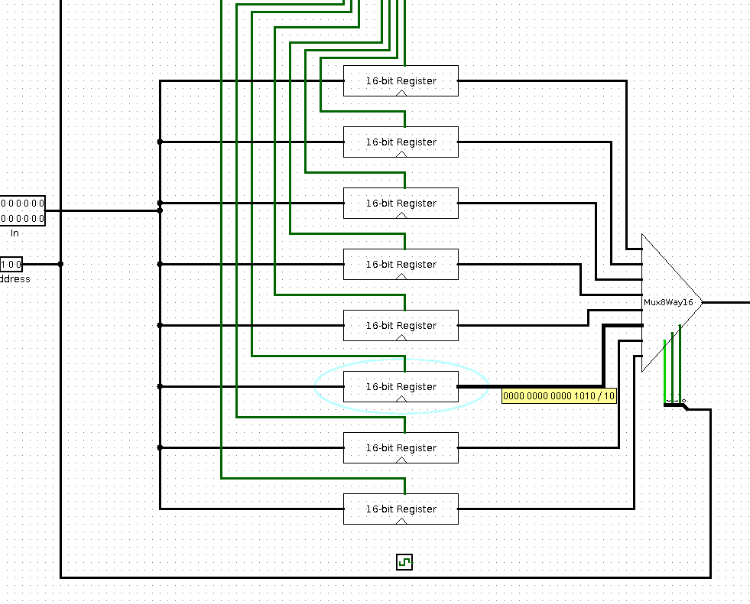 16-bit Register
16-bit Register
0 0 0 0 0 0
0 0 0 0 0 0
16-bit Register
In
1 0 0
ddress
16-bit Register
Mux8Way16
16-bit Register
16-bit Register
0000 0000 0000 1010 / 10
16-bit Register
16-bit Register